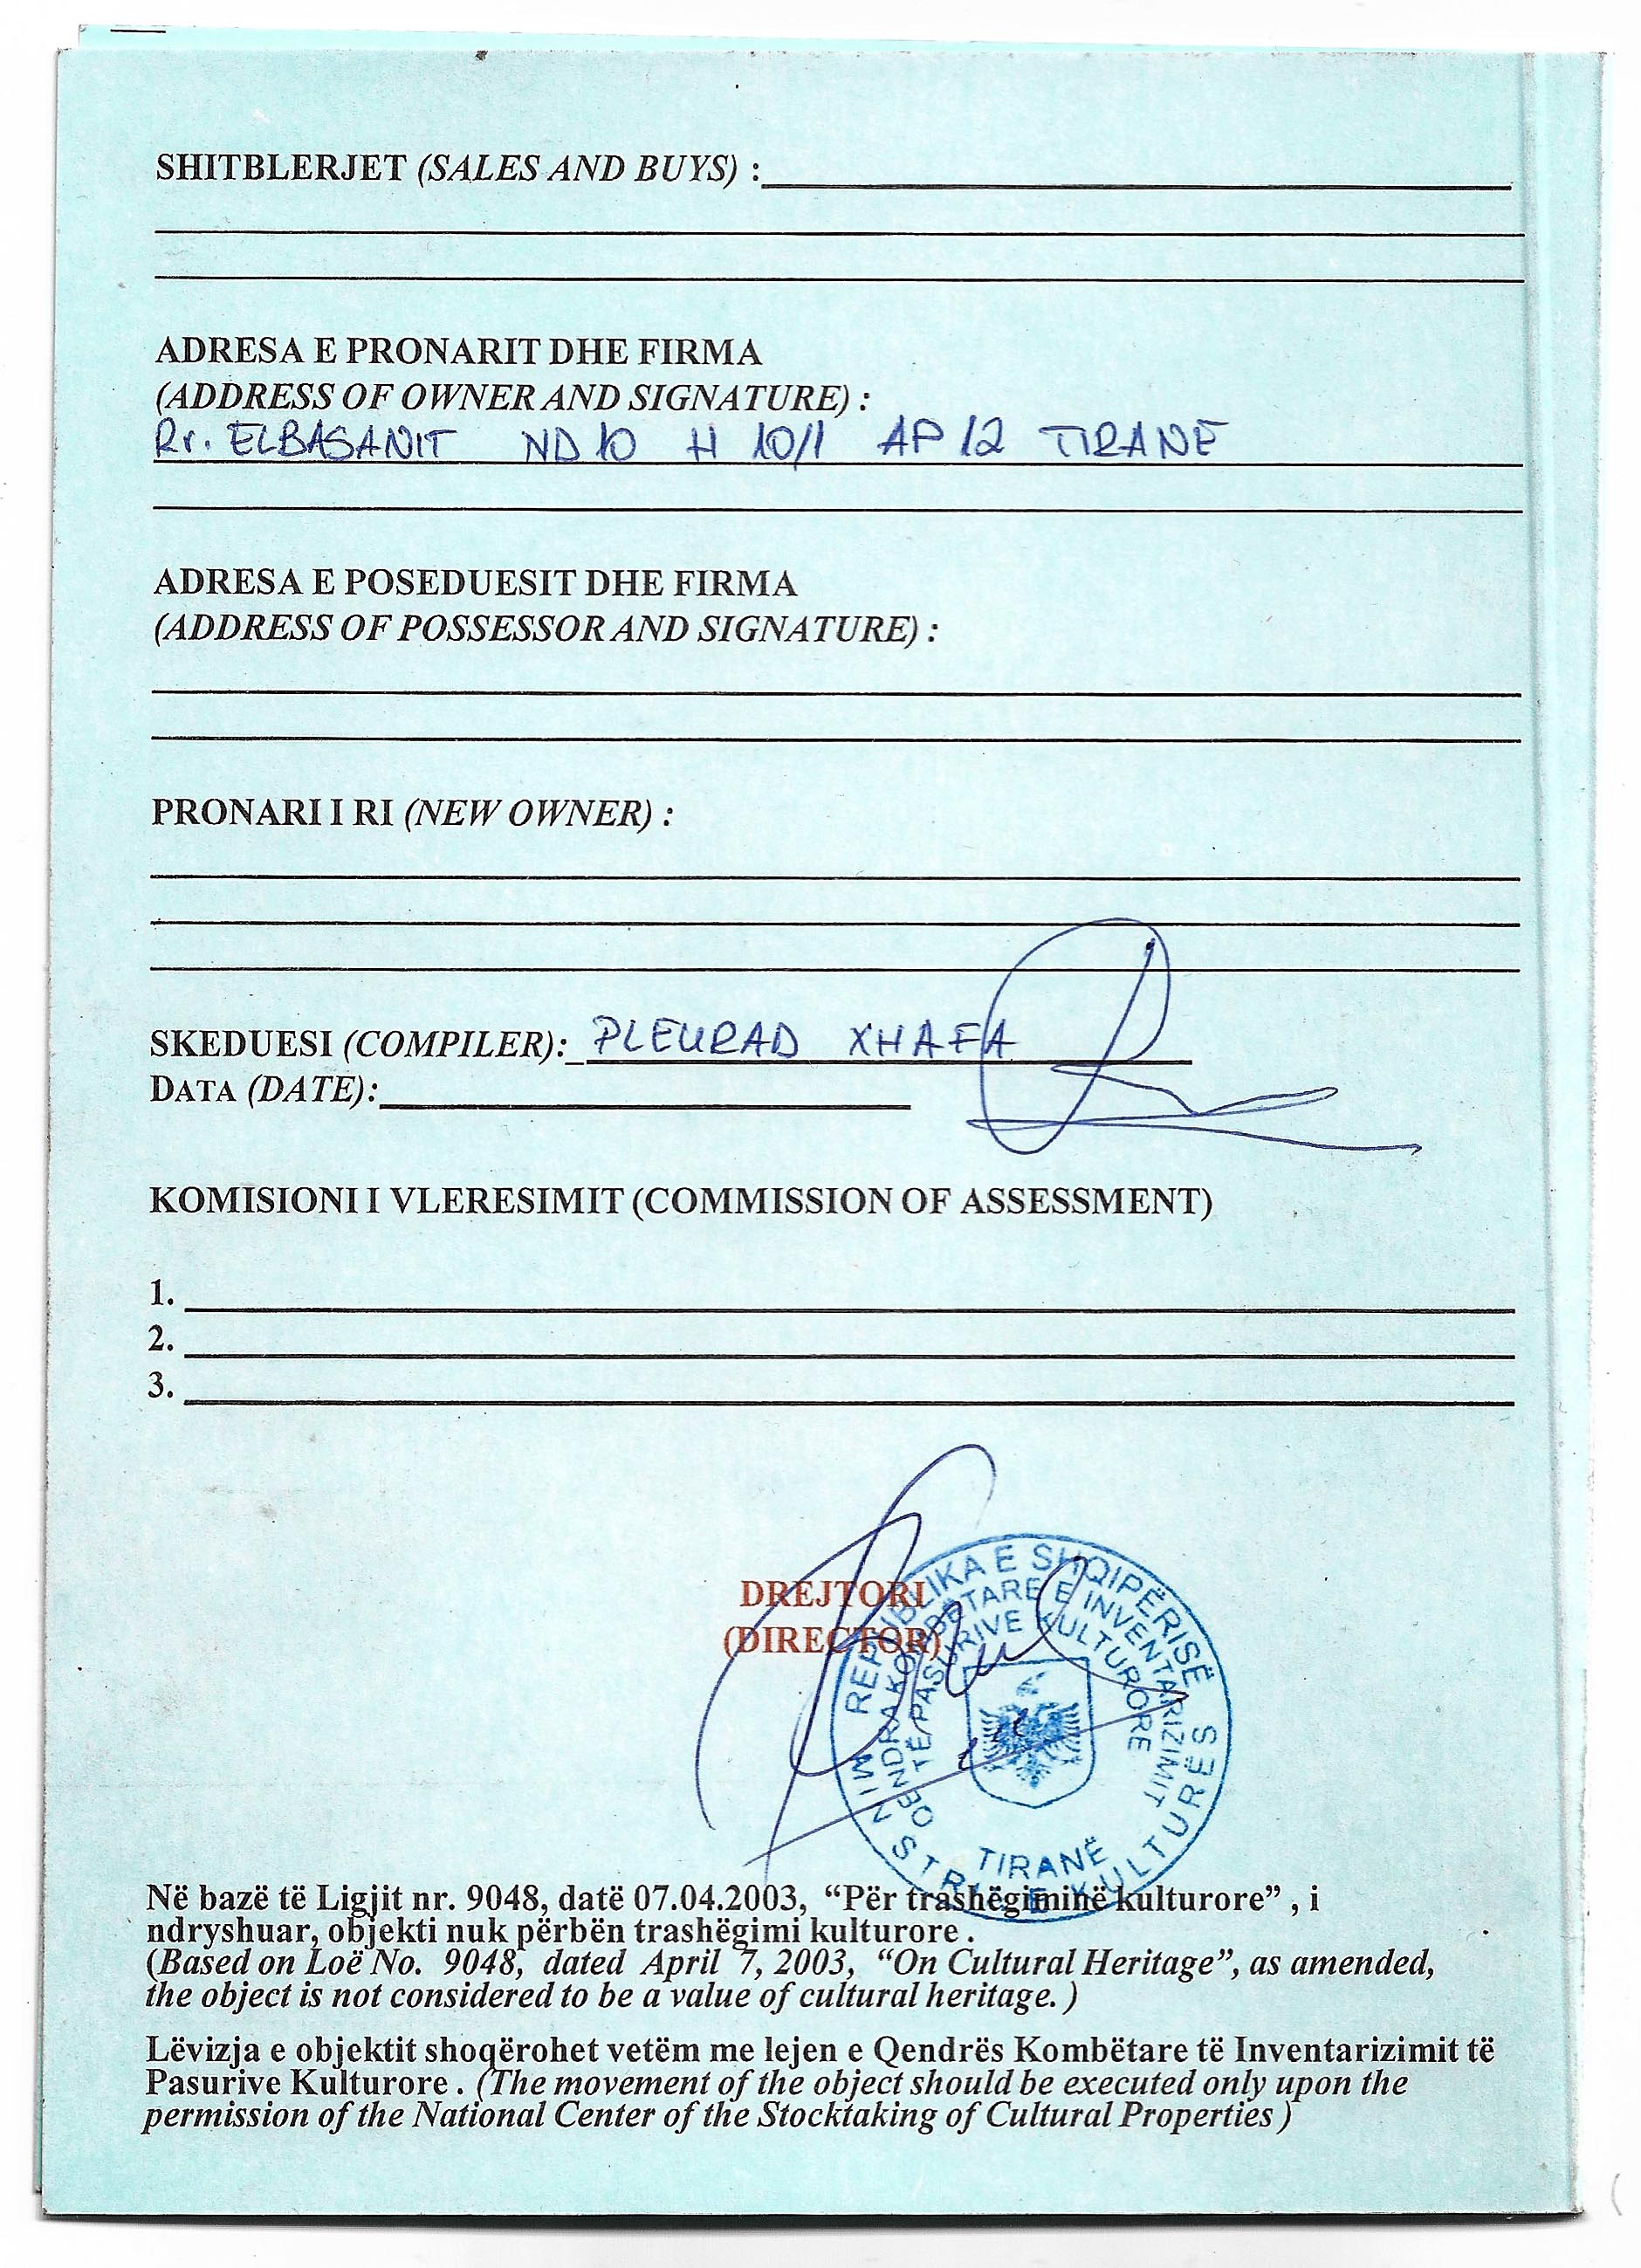 SHITBLERJET (SALES AND BUYS) :
ADRESA E PRONARIT DHE FIRMA
(ADDRESS OF OWNER AND SIGNATURE) :
Rr. ELBASANIT ND 10 H 10/1 AP 12 TIRANE
ADRESA E POSEDUESIT DHE FIRMA
(ADDRESS OF POSSESSOR AND SIGNATURE) :
PRONARI I RI (NEW OWNER) :
SKEDUESI (COMPILER): PLEURAD XHAFA
DATA (DATE):
KOMISIONI I VLERESIMIT (COMMISSION OF ASSESSMENT)
1.
2.
3.
DREJTORI
(DIRECTOR)
REPUBLIKA E SHQIPËRISË
QENDRA KOMBËTARE E INVENTARIZIMIT
TË PASURIVE KULTURORE
TIRANË
MINISTRIA E KULTURËS
Në bazë të Ligjit nr. 9048, datë 07.04.2003, “Për trashëgiminë kulturore” , i
ndryshuar, objekti nuk përbën trashëgimi kulturore .
(Based on Loë No. 9048, dated April 7, 2003, “On Cultural Heritage”, as amended,
the object is not considered to be a value of cultural heritage. )
Lëvizja e objektit shoqërohet vetëm me lejen e Qendrës Kombëtare të Inventarizimit të
Pasurive Kulturore . (The movement of the object should be executed only upon the
permission of the National Center of the Stocktaking of Cultural Properties )